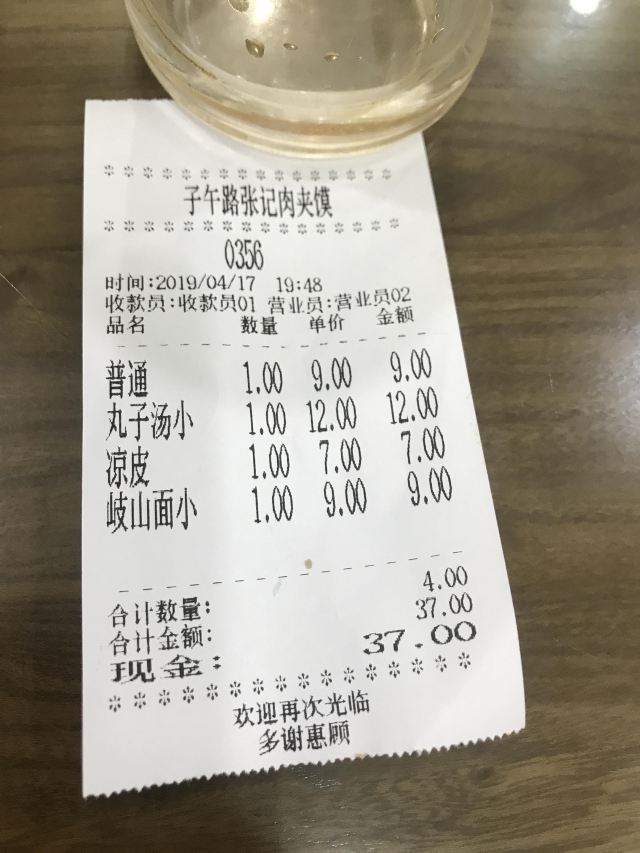 ************** 
子午路张记肉夹馍
****************
0356
时间:2019/04/17 19:48
收款员:收款员01 营业员:营业员02
品名 数量 单价 金额
普通 1.00 9.00 9.00
丸子汤小 1.00 12.00 12.00
凉皮 1.00 7.00 7.00
岐山面小 1.00 9.00 9.00
合计数量: 4.00
合计金额: 37.00
现金: 37.00
*****************
欢迎再次光临
多谢惠顾